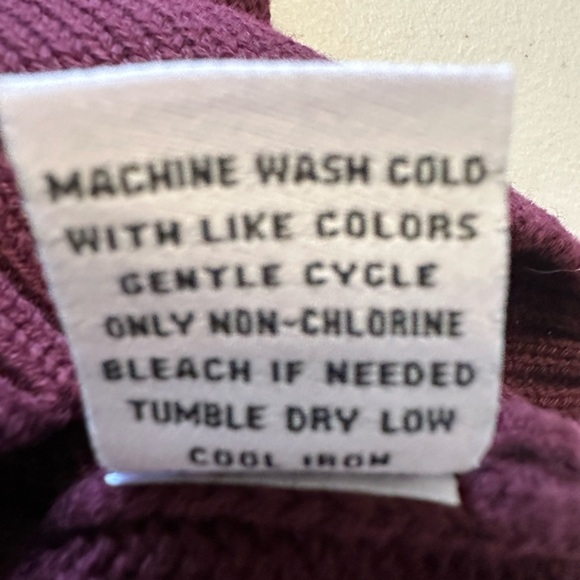 MACHINE WASH COLD
WITH LIKE COLORS
GENTLE CYCLE
ONLY NON-CHLORINE
BLEACH IF NEEDED
TUMBLE DRY LOW
COOL IRON